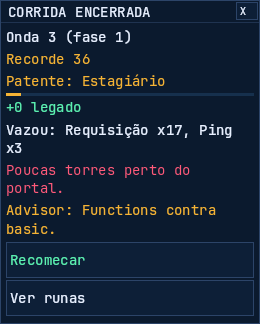 CORRIDA ENCERRADA X
Onda 3 (fase 1)
Recorde 36
Patente: Estagiário
+0 legado
Vazou: Requisição x17, Ping
x3
Poucas torres perto do
portal.
Advisor: Functions contra
basic.
Recomecar
Ver runas